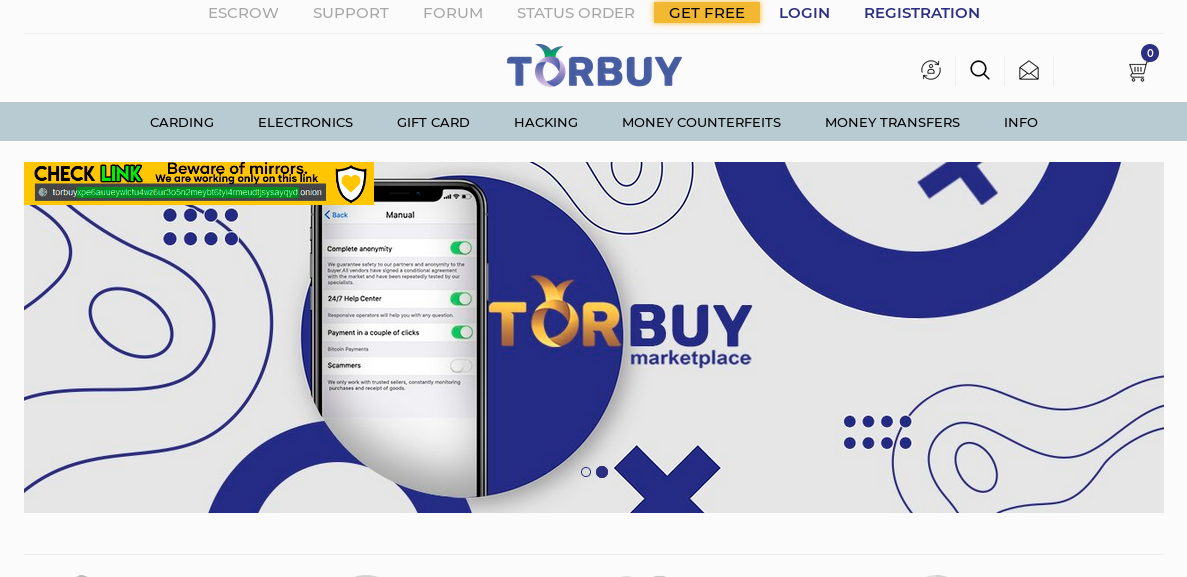 ESCROW SUPPORT FORUM STATUS ORDER GET FREE LOGIN REGISTRATION
TORBUY
0
CARDING ELECTRONICS GIFT CARD HACKING MONEY COUNTERFEITS MONEY TRANSFERS INFO
CHECK LINK
Beware of mirrors.
We are working only on this link
.onion
Back Manual
Complete anonymity
We guarantee safety to our partners and anonymity to the
buyer.All vendors have signed a conditional agreement
with the market and have been repeatedly tested by our
specialists.
24/7 Help Center
Responsive operators will help you with any question.
Payment in a couple of clicks
Bitcoin Payments
Scammers
We only work with trusted sellers, constantly monitoring
purchases and receipt of goods.
TORBUY
marketplace